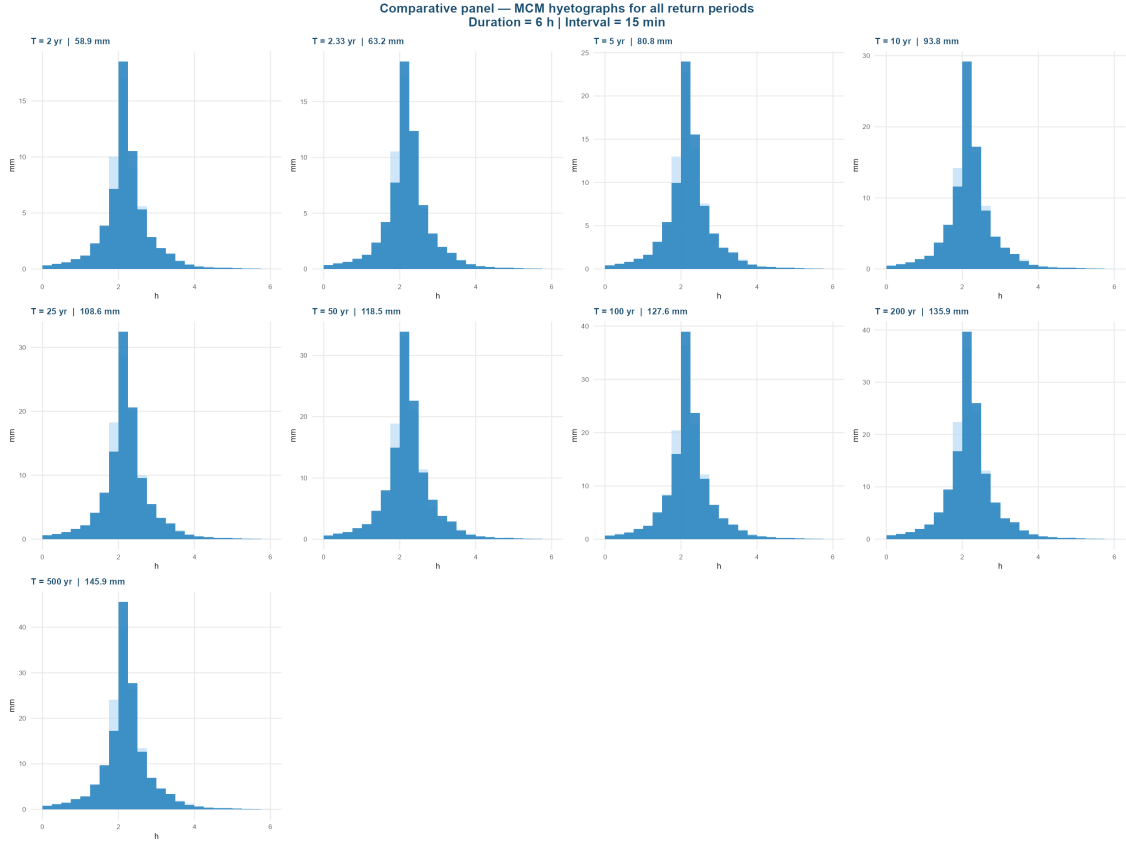 Comparative panel — MCM hyetographs for all return periods
Duration = 6 h | Interval = 15 min
T = 2 yr | 58.9 mm
mm
15
10
5
0
0 2 4 6
h
T = 2.33 yr | 63.2 mm
mm
15
10
5
0
0 2 4 6
h
T = 5 yr | 80.8 mm
mm
25
20
15
10
5
0
0 2 4 6
h
T = 10 yr | 93.8 mm
mm
30
20
10
0
0 2 4 6
h
T = 25 yr | 108.6 mm
mm
30
20
10
0
0 2 4 6
h
T = 50 yr | 118.5 mm
mm
30
20
10
0
0 2 4 6
h
T = 100 yr | 127.6 mm
mm
40
30
20
10
0
0 2 4 6
h
T = 200 yr | 135.9 mm
mm
40
30
20
10
0
0 2 4 6
h
T = 500 yr | 145.9 mm
mm
40
30
20
10
0
0 2 4 6
h